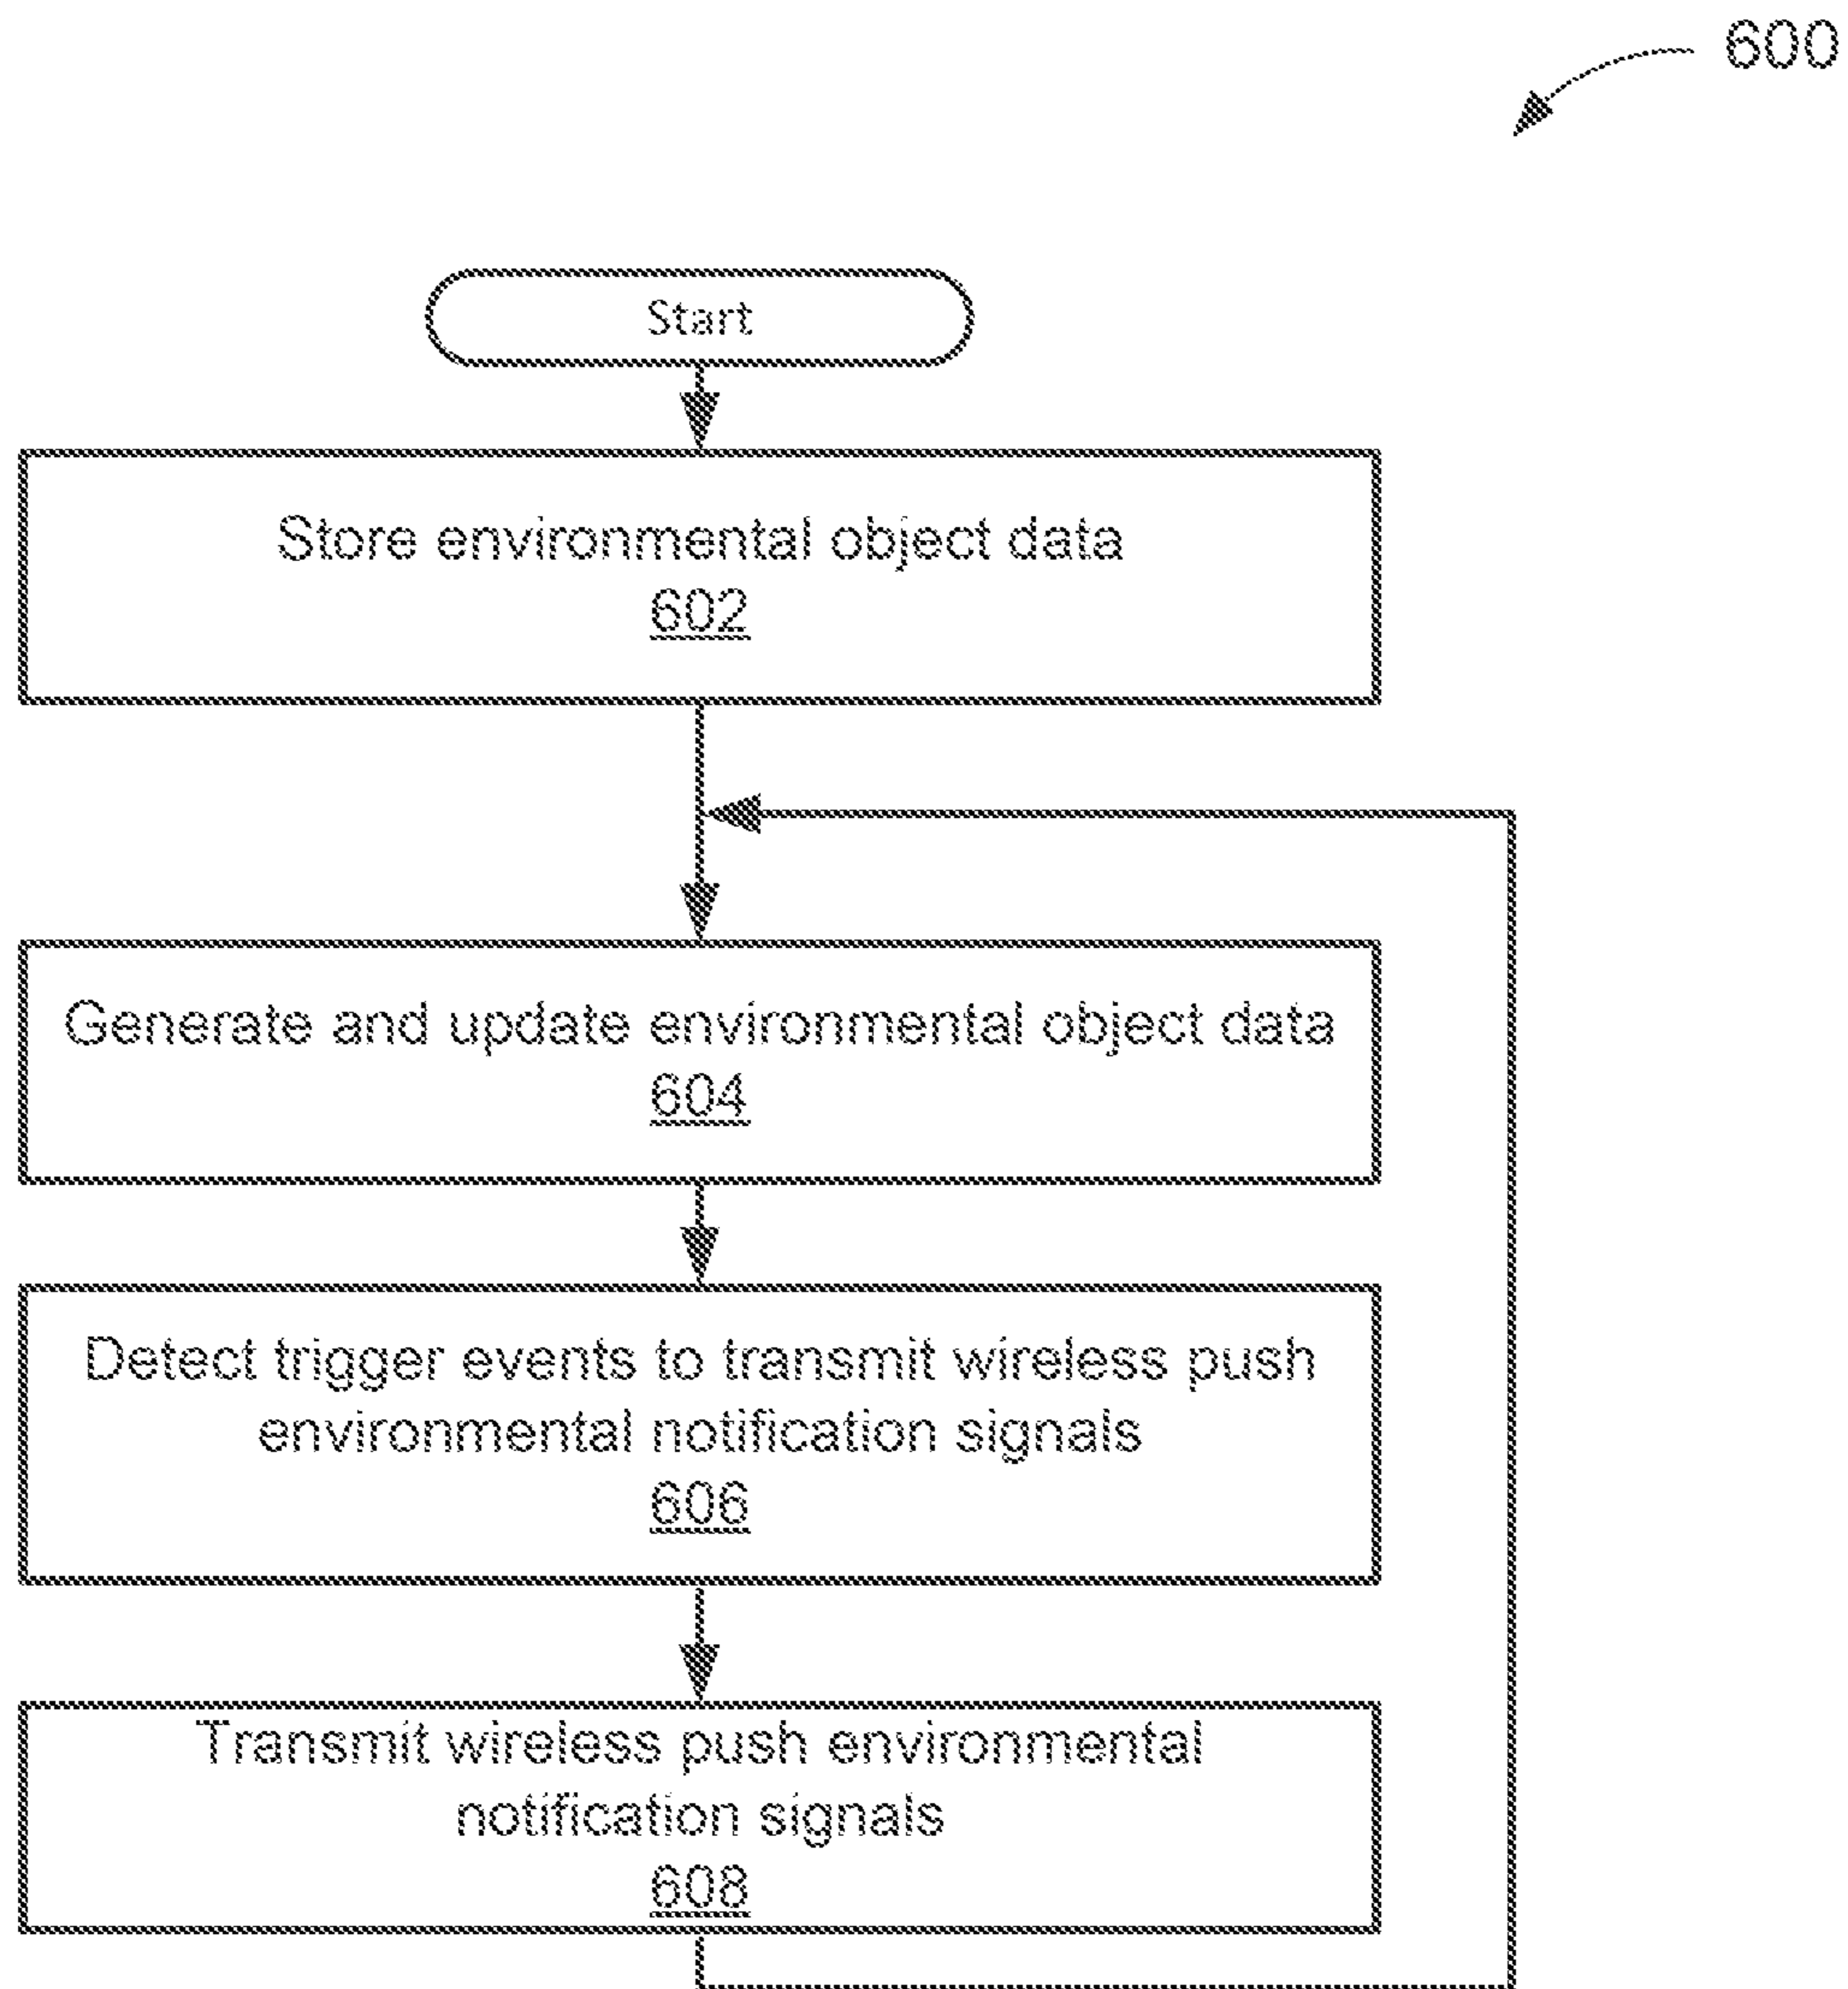 600
Start
Store environmental object data
602
Generate and update environmental object data
604
Detect trigger events to transmit wireless push
environmental notification signals
606
Transmit wireless push environmental
notification signals
608